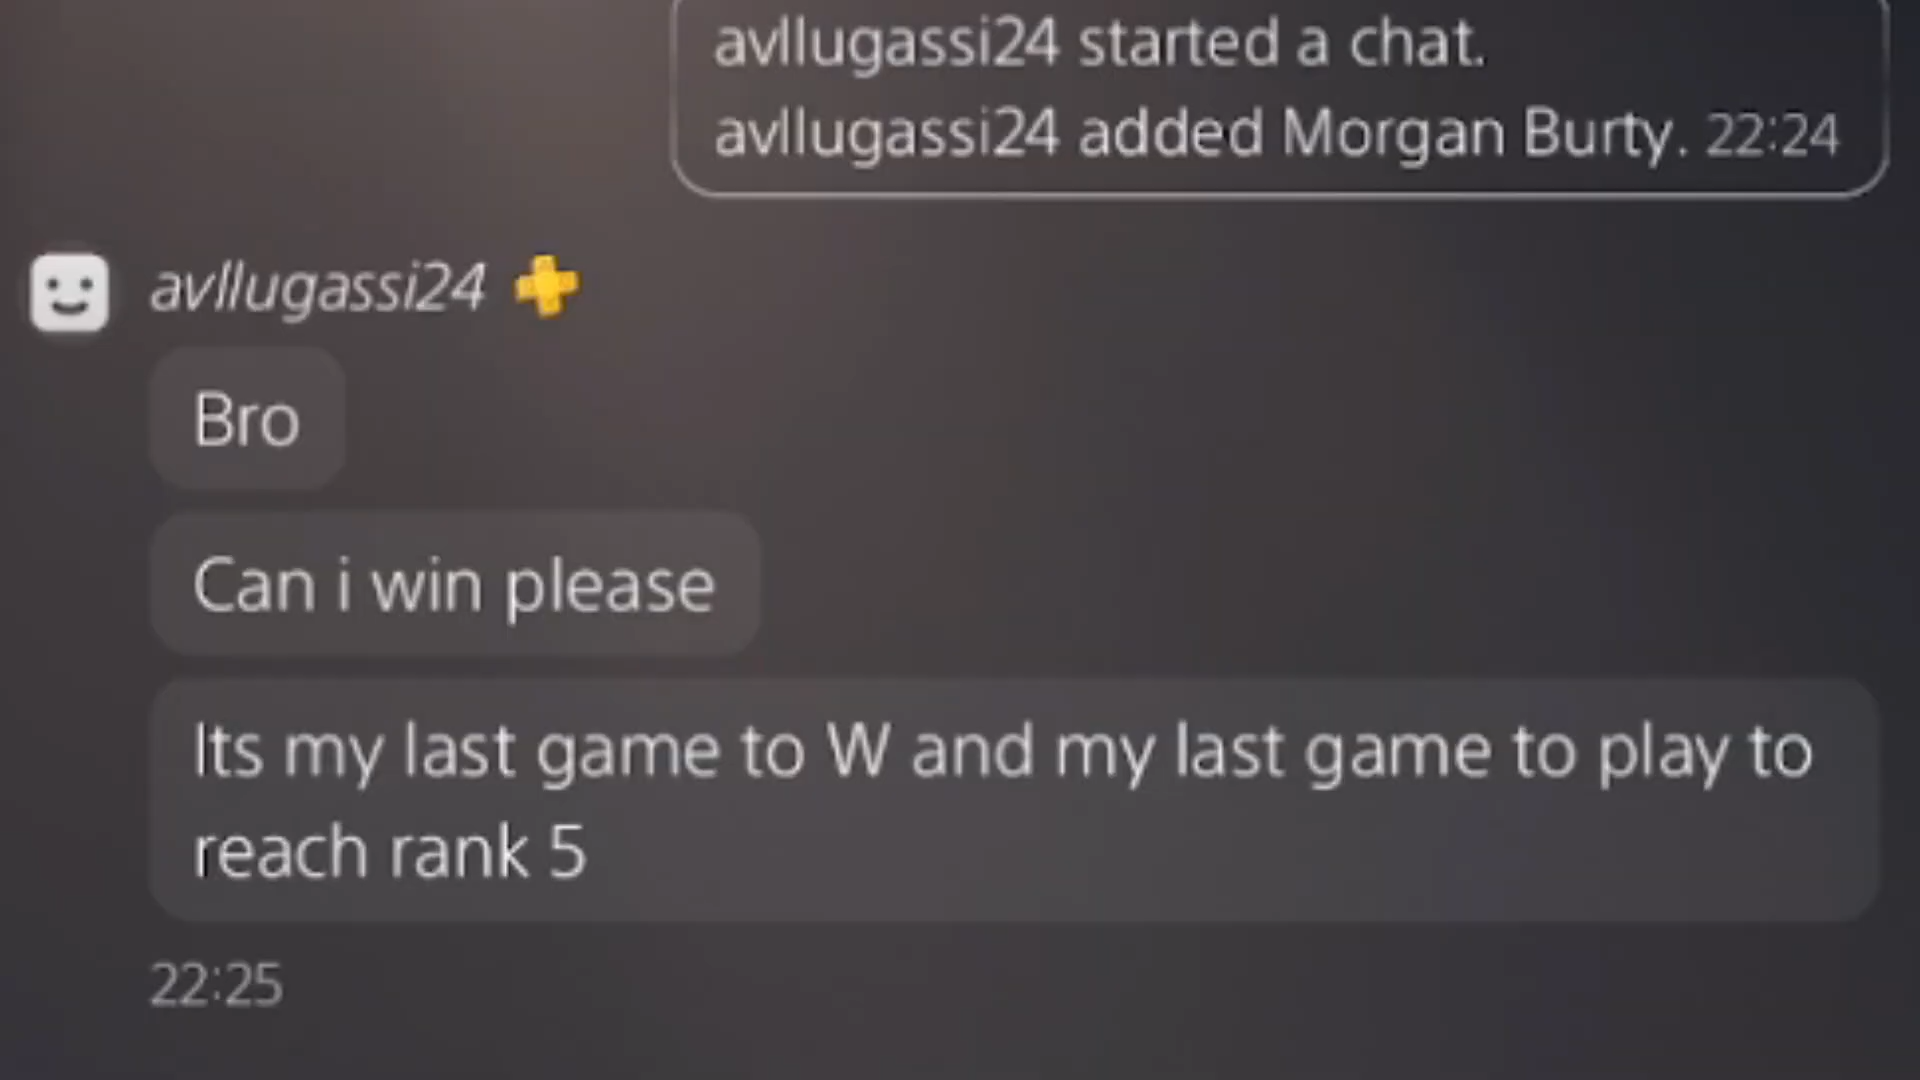 avllugassi24 started a chat.
avllugassi24 added Morgan Burty. 22:24
avllugassi24
Bro
Can i win please
Its my last game to W and my last game to play to
reach rank 5
22:25